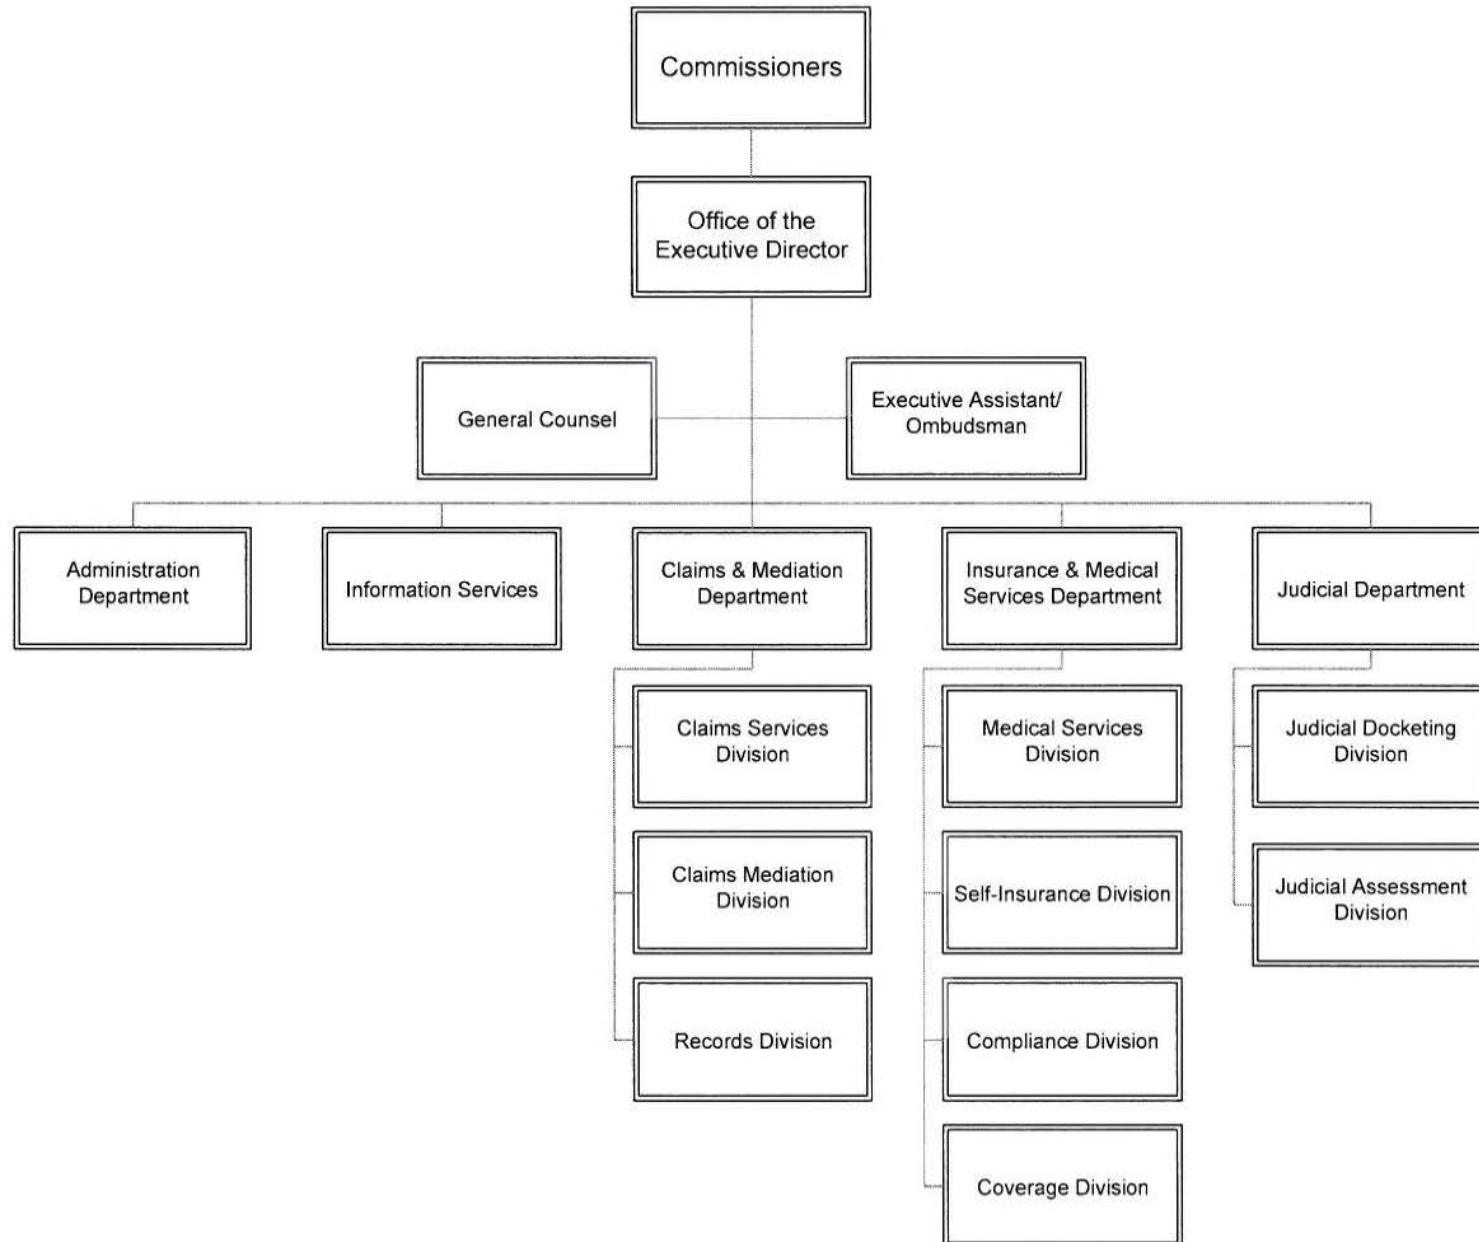 Commissioners
Office of the
Executive Director
General Counsel
Executive Assistant/
Ombudsman
Administration
Department
Information Services
Claims & Mediation
Department
Insurance & Medical
Services Department
Judicial Department
Claims Services
Division
Medical Services
Division
Judicial Docketing
Division
Claims Mediation
Division
Self-Insurance Division
Judicial Assessment
Division
Records Division
Compliance Division
Coverage Division